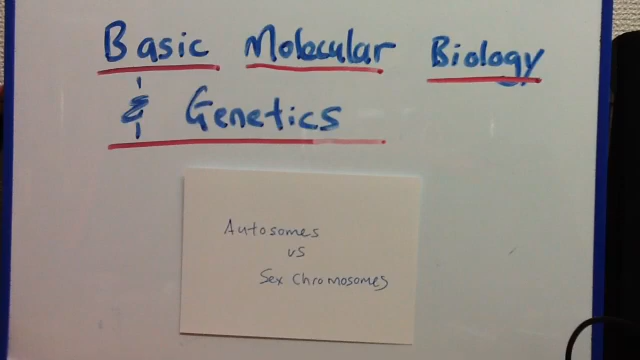 Basic Molecular Biology
& Genetics
Autosomes
vs
Sex Chromosomes